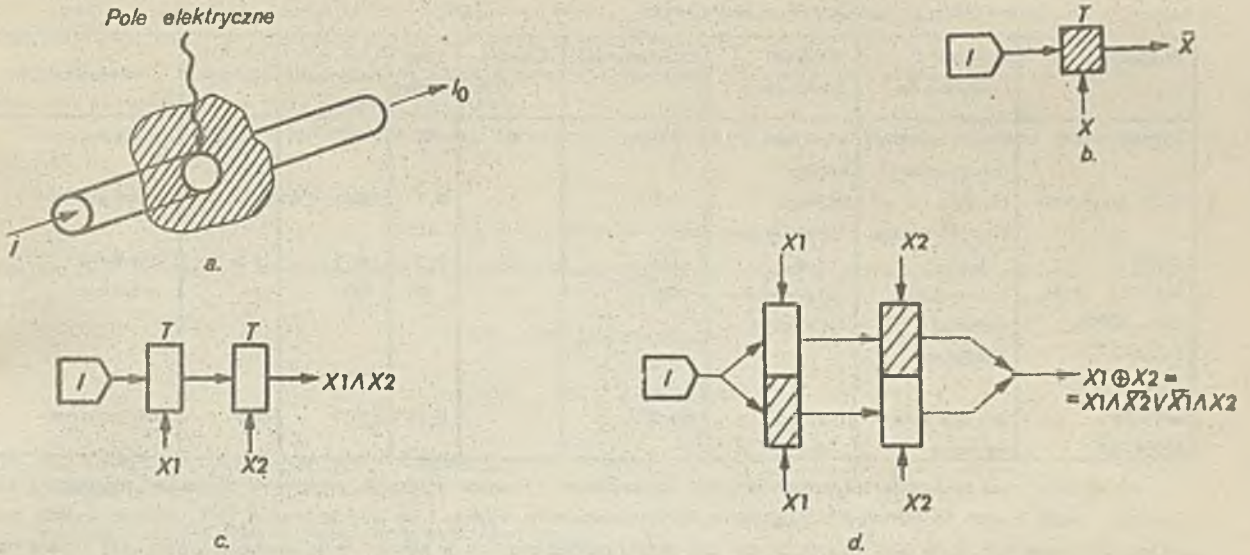 Pole elektryczne
I
I₀
a.
I
T
X̄
X
b.
I
T
T
X1∧X2
X1
X2
c.
X1
X2
I
X1⊕X2 =
= X1∧X̄2∨X̄1∧X2
X1
X2
d.